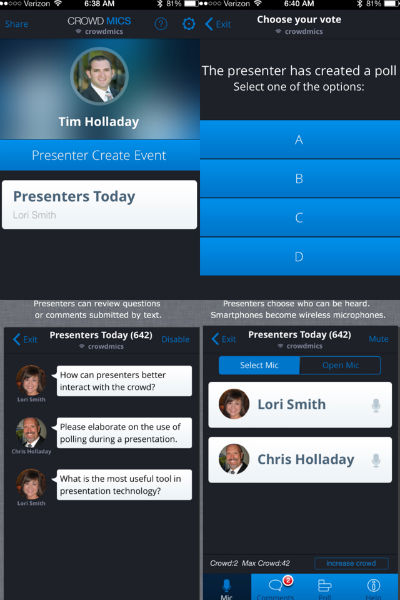 Verizon 6:38 AM 81%
Share CROWD MICS ?
crowdmics
Tim Holladay
Presenter Create Event
Presenters Today
Lori Smith
Verizon 6:40 AM 81%
Exit Choose your vote
crowdmics
The presenter has created a poll
Select one of the options:
A
B
C
D
Presenters can review questions
or comments submitted by text.
Exit Presenters Today (642) Disable
crowdmics
How can presenters better
interact with the crowd?
Lori Smith
Please elaborate on the use of
polling during a presentation.
Chris Holladay
What is the most useful tool in
presentation technology?
Lori Smith
Presenters choose who can be heard.
Smartphones become wireless microphones.
Exit Presenters Today (642) Mute
crowdmics
Select Mic Open Mic
Lori Smith
Chris Holladay
Crowd:2 Max Crowd:42 increase crowd
2
Mic Comments Poll Help